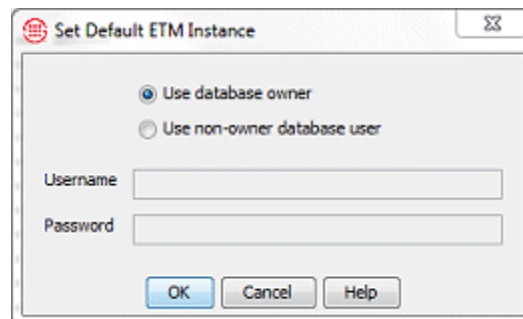 Set Default ETM Instance
Use database owner
Use non-owner database user
Username
Password
OK Cancel Help